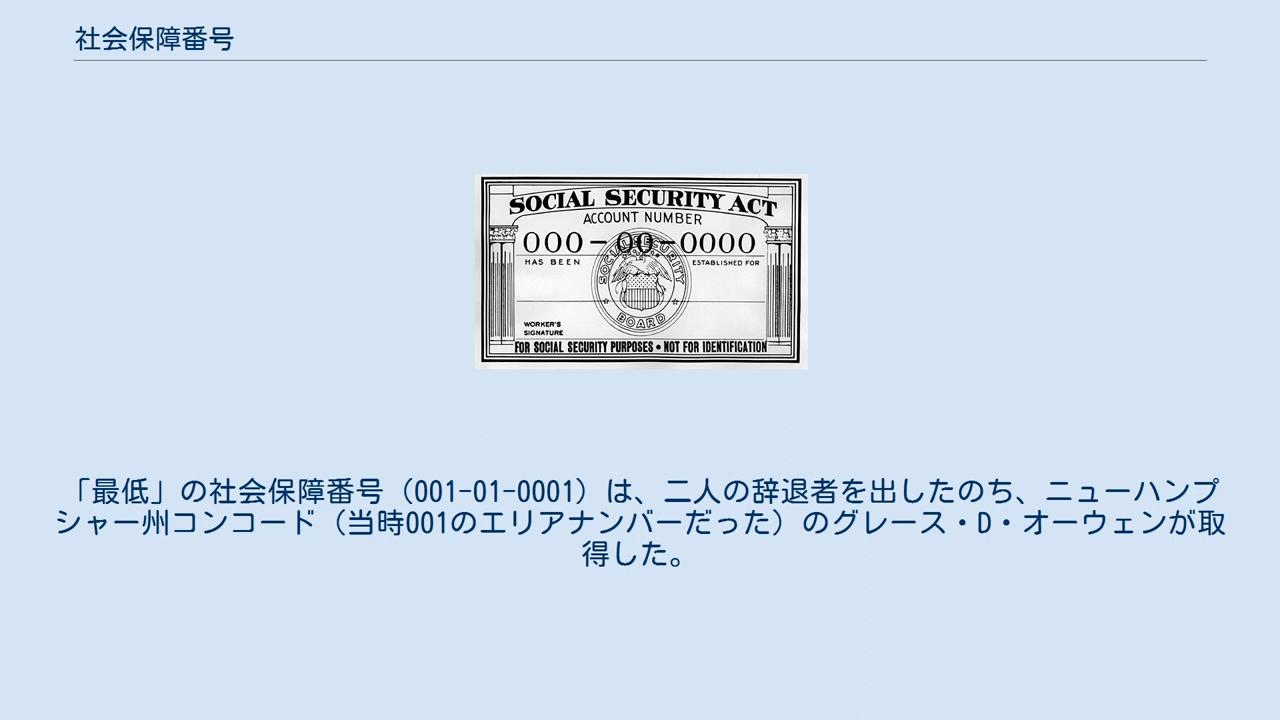 社会保障番号
SOCIAL SECURITY ACT
ACCOUNT NUMBER
000-00-0000
HAS BEEN ESTABLISHED FOR
SOCIAL SECURITY
BOARD
WORKER'S
SIGNATURE
FOR SOCIAL SECURITY PURPOSES • NOT FOR IDENTIFICATION
「最低」の社会保障番号（001-01-0001）は、二人の辞退者を出したのち、ニューハンプ
シャー州コンコード（当時001のエリアナンバーだった）のグレース・D・オーウェンが取
得した。